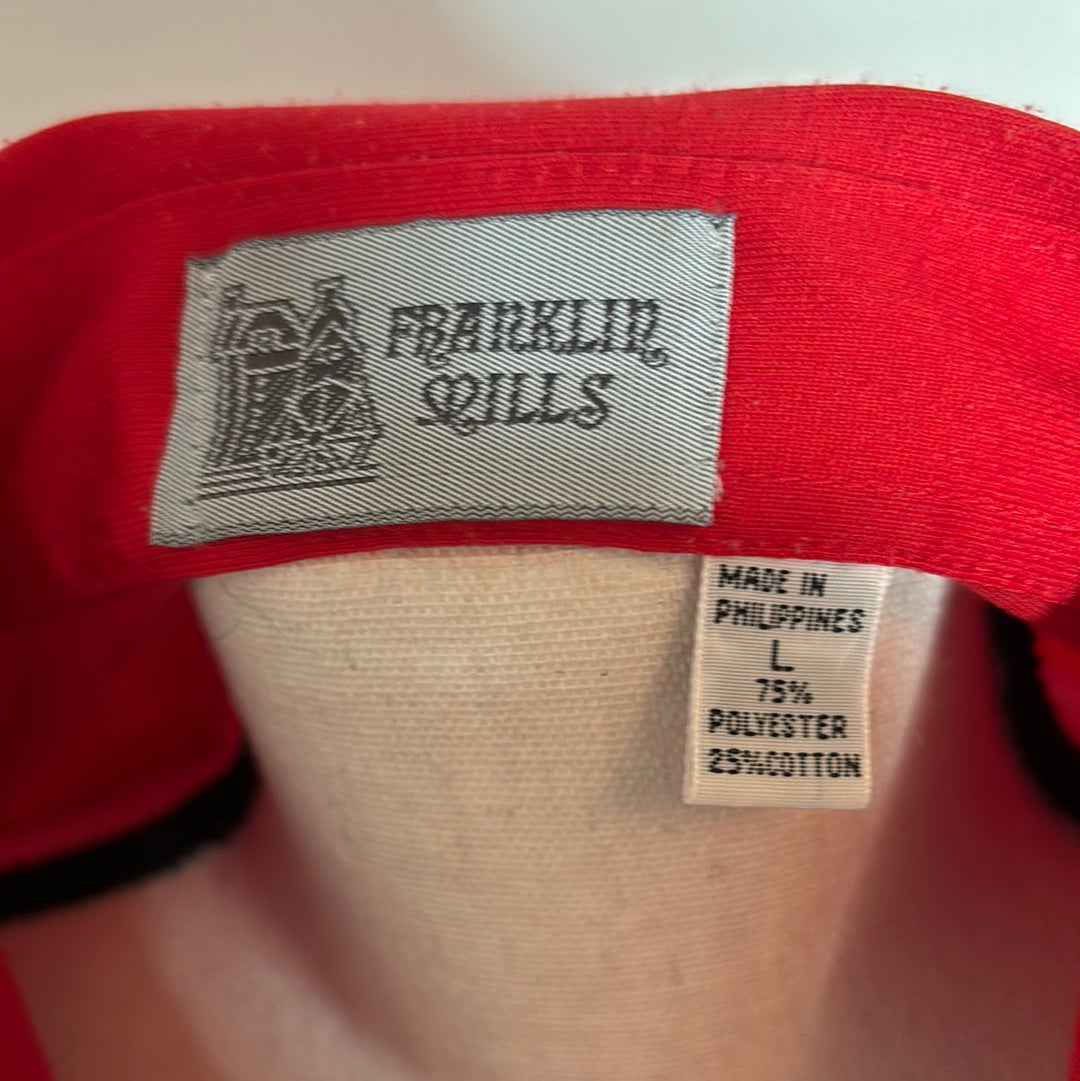 FRANKLIN
MILLS
MADE IN
PHILIPPINES
L
75%
POLYESTER
25%COTTON